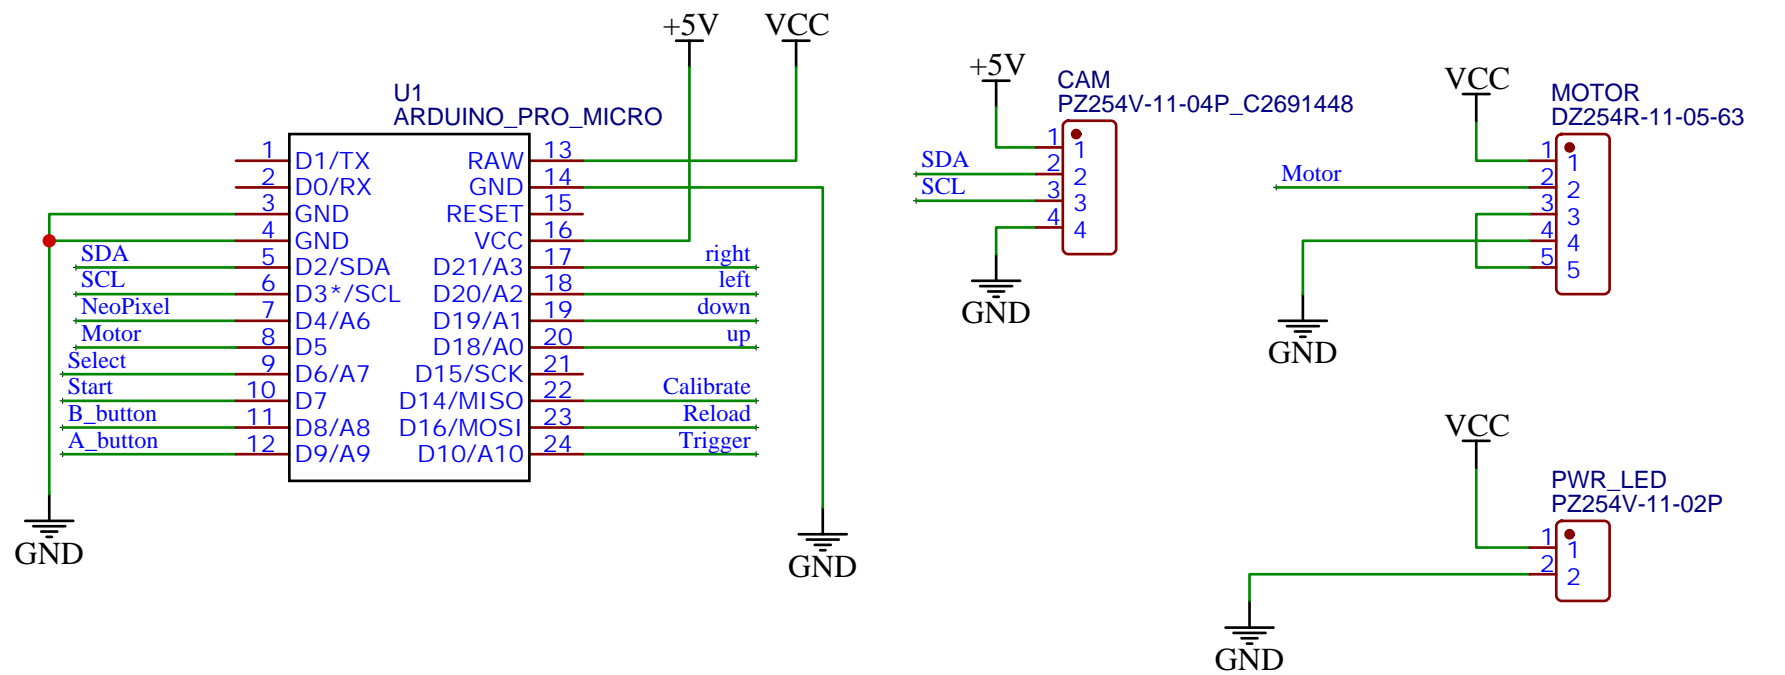 +5V VCC
U1
ARDUINO_PRO_MICRO
1 D1/TX RAW 13
2 D0/RX GND 14
3 GND RESET 15
4 GND VCC 16
SDA 5 D2/SDA D21/A3 17 right
SCL 6 D3*/SCL D20/A2 18 left
NeoPixel 7 D4/A6 D19/A1 19 down
Motor 8 D5 D18/A0 20 up
Select 9 D6/A7 D15/SCK 21
Start 10 D7 D14/MISO 22 Calibrate
B_button 11 D8/A8 D16/MOSI 23 Reload
A_button 12 D9/A9 D10/A10 24 Trigger
GND
GND
+5V
CAM
PZ254V-11-04P_C2691448
1 1
SDA 2 2
SCL 3 3
4 4
GND
VCC
MOTOR
DZ254R-11-05-63
1 1
Motor 2 2
3 3
4 4
5 5
GND
VCC
PWR_LED
PZ254V-11-02P
1 1
2 2
GND